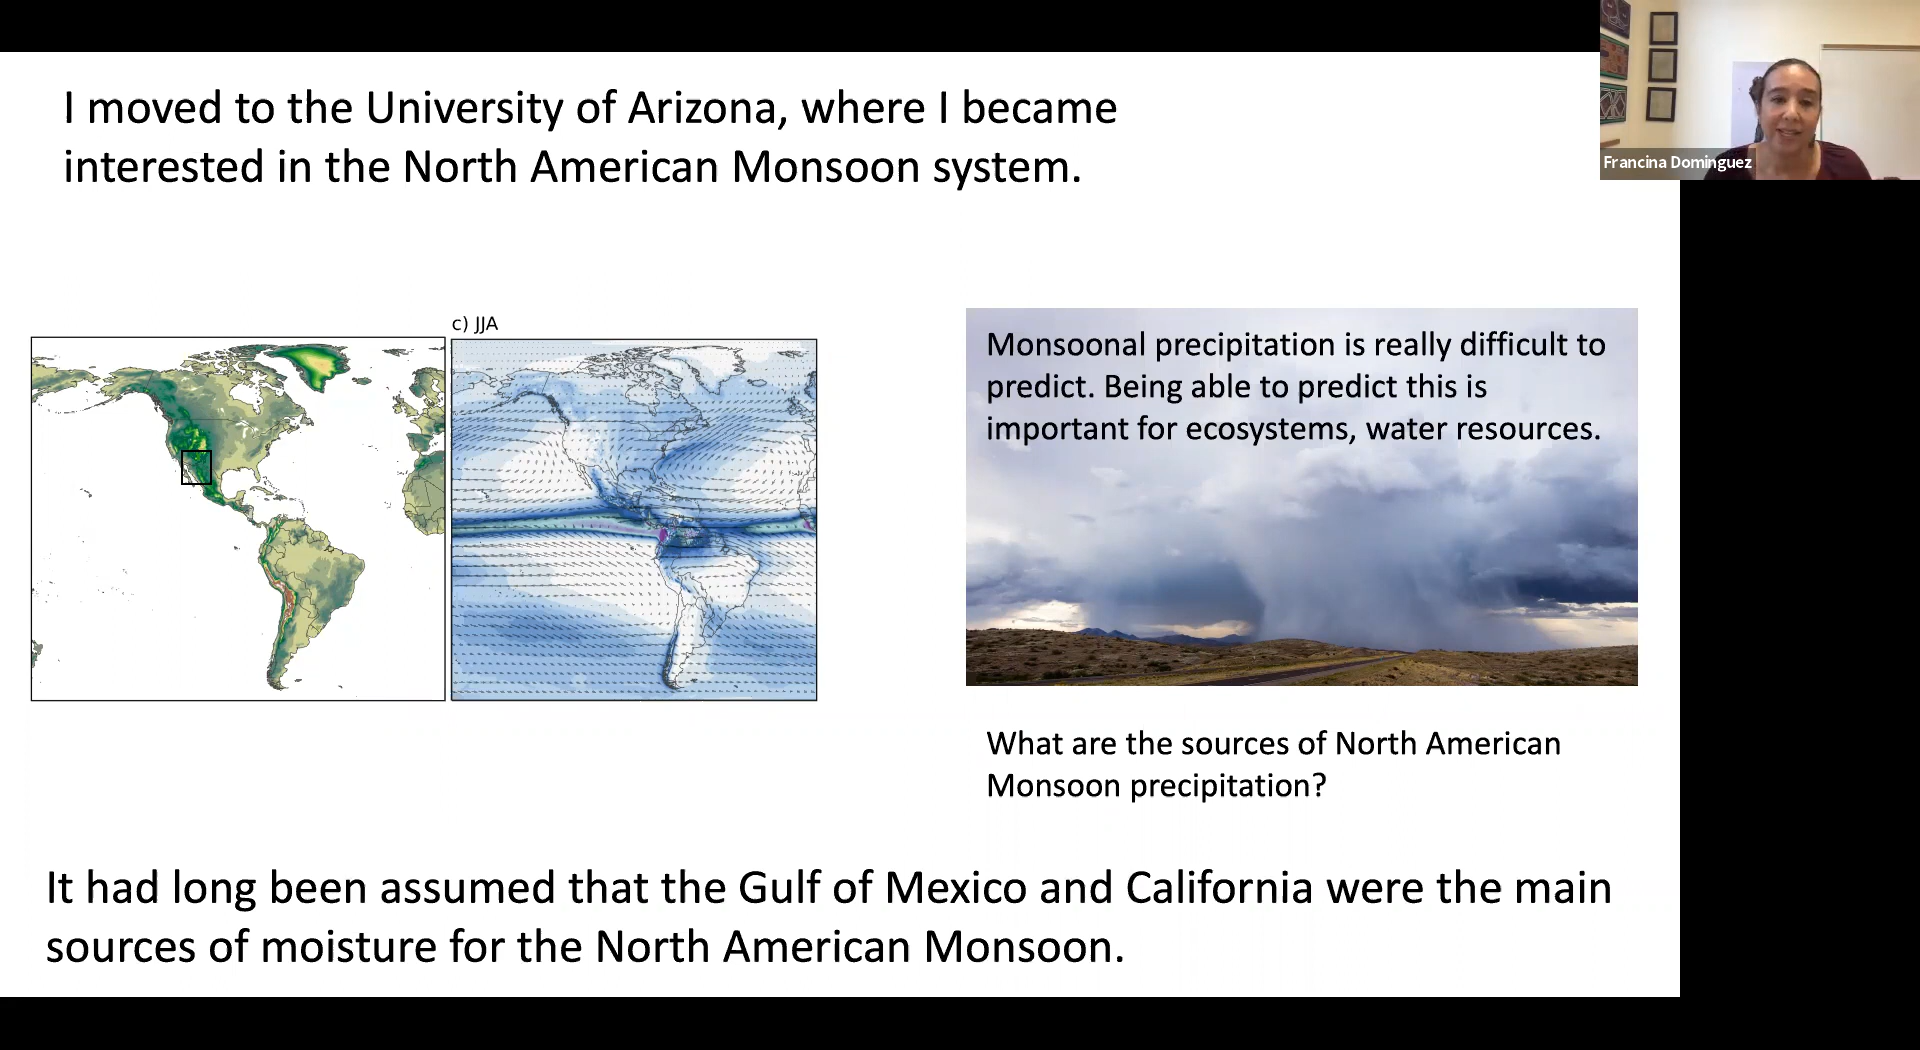 I moved to the University of Arizona, where I became
interested in the North American Monsoon system.
Francina Dominguez
c) JJA
Monsoonal precipitation is really difficult to
predict. Being able to predict this is
important for ecosystems, water resources.
What are the sources of North American
Monsoon precipitation?
It had long been assumed that the Gulf of Mexico and California were the main
sources of moisture for the North American Monsoon.